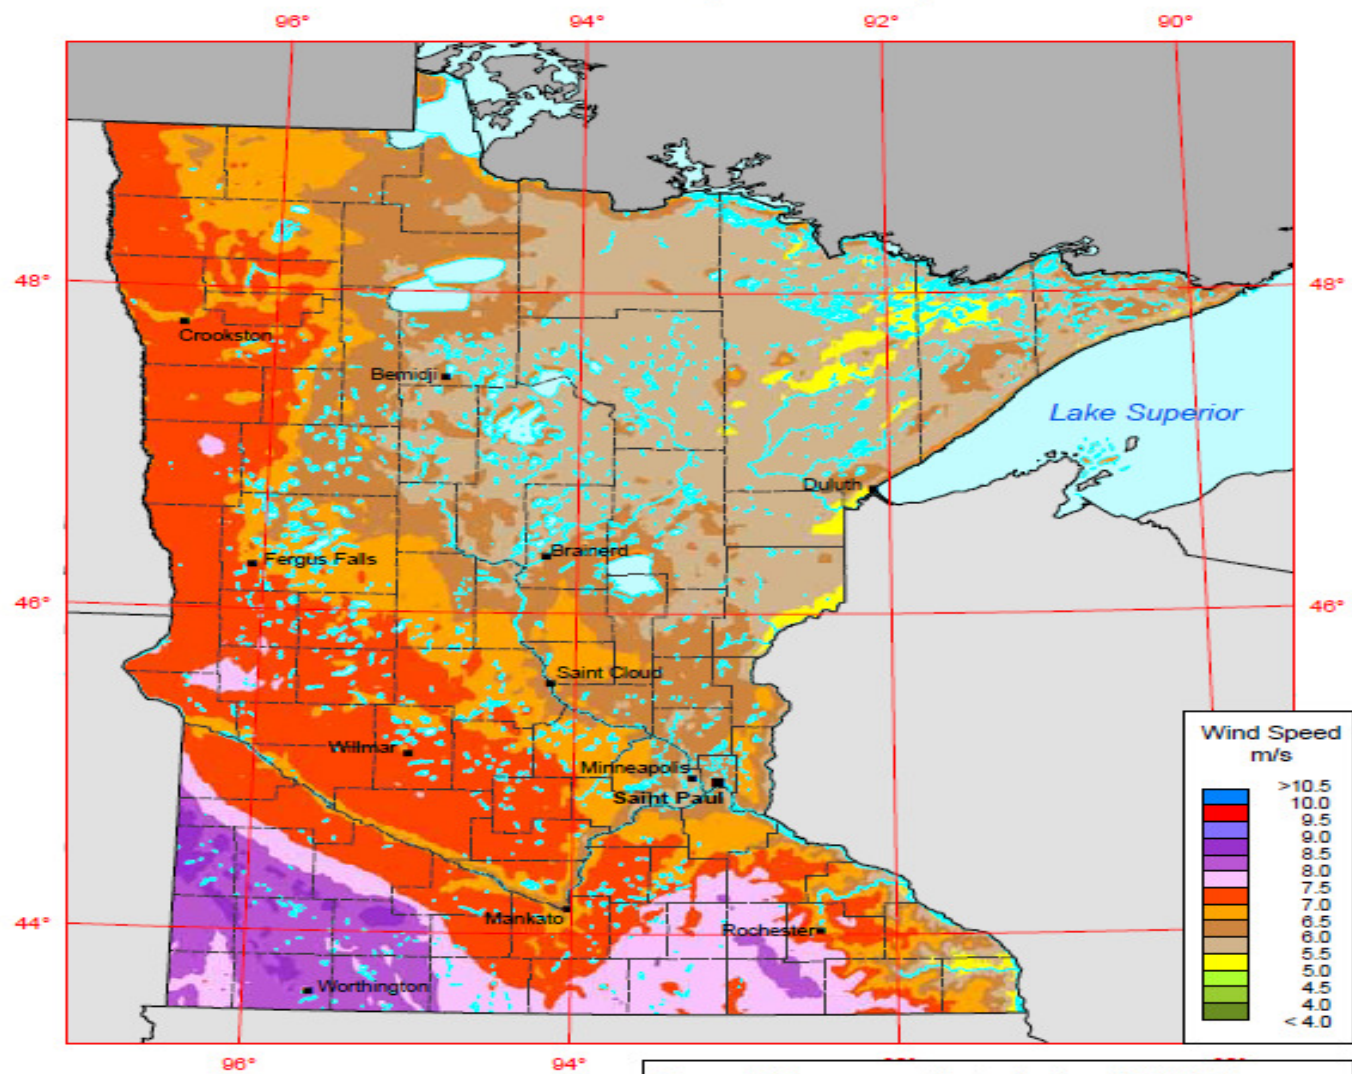 96° 94° 92° 90°
48° 48°
Crookston
Bemidji
Lake Superior
Duluth
Brainerd
Fergus Falls
46° 46°
Saint Cloud
Wind Speed
m/s
Willmar
Minneapolis
Saint Paul
>10.5
10.0
9.5
9.0
8.5
8.0
7.5
7.0
6.5
6.0
5.5
5.0
4.5
4.0
< 4.0
Mankato
44°
Rochester
Worthington
96° 94°